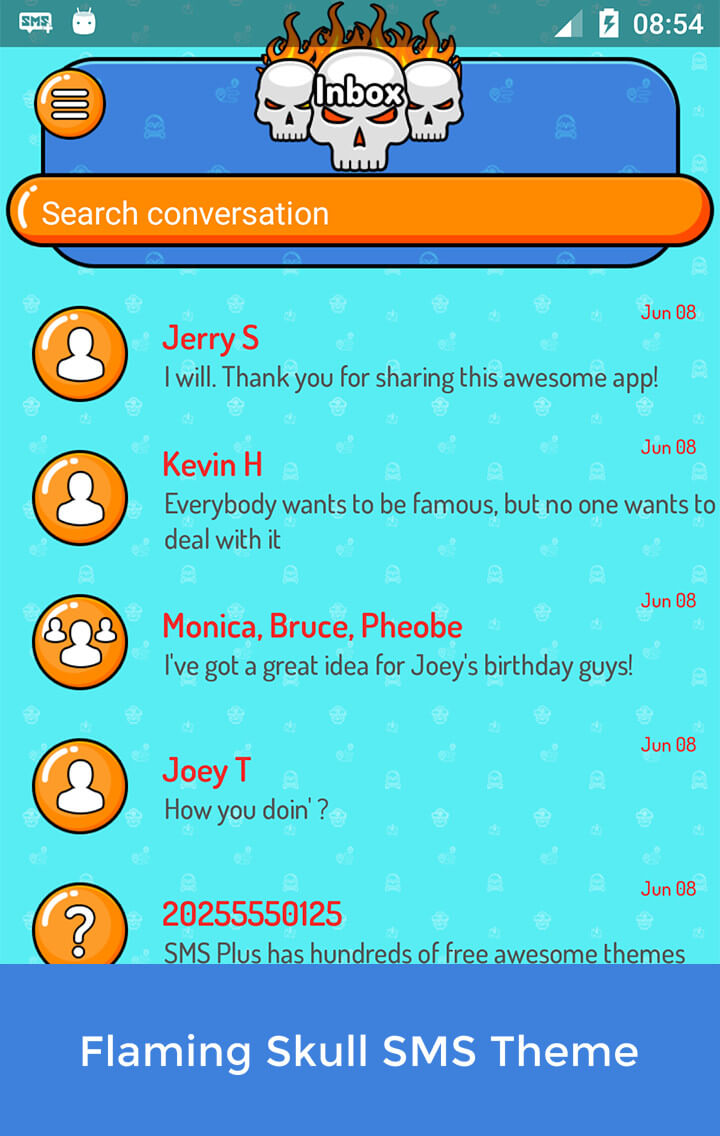 SMS
08:54
Inbox
Search conversation
Jun 08
Jerry S
I will. Thank you for sharing this awesome app!
Jun 08
Kevin H
Everybody wants to be famous, but no one wants to
deal with it
Jun 08
Monica, Bruce, Pheobe
I've got a great idea for Joey's birthday guys!
Jun 08
Joey T
How you doin' ?
Jun 08
20255550125
?
SMS Plus has hundreds of free awesome themes
Flaming Skull SMS Theme